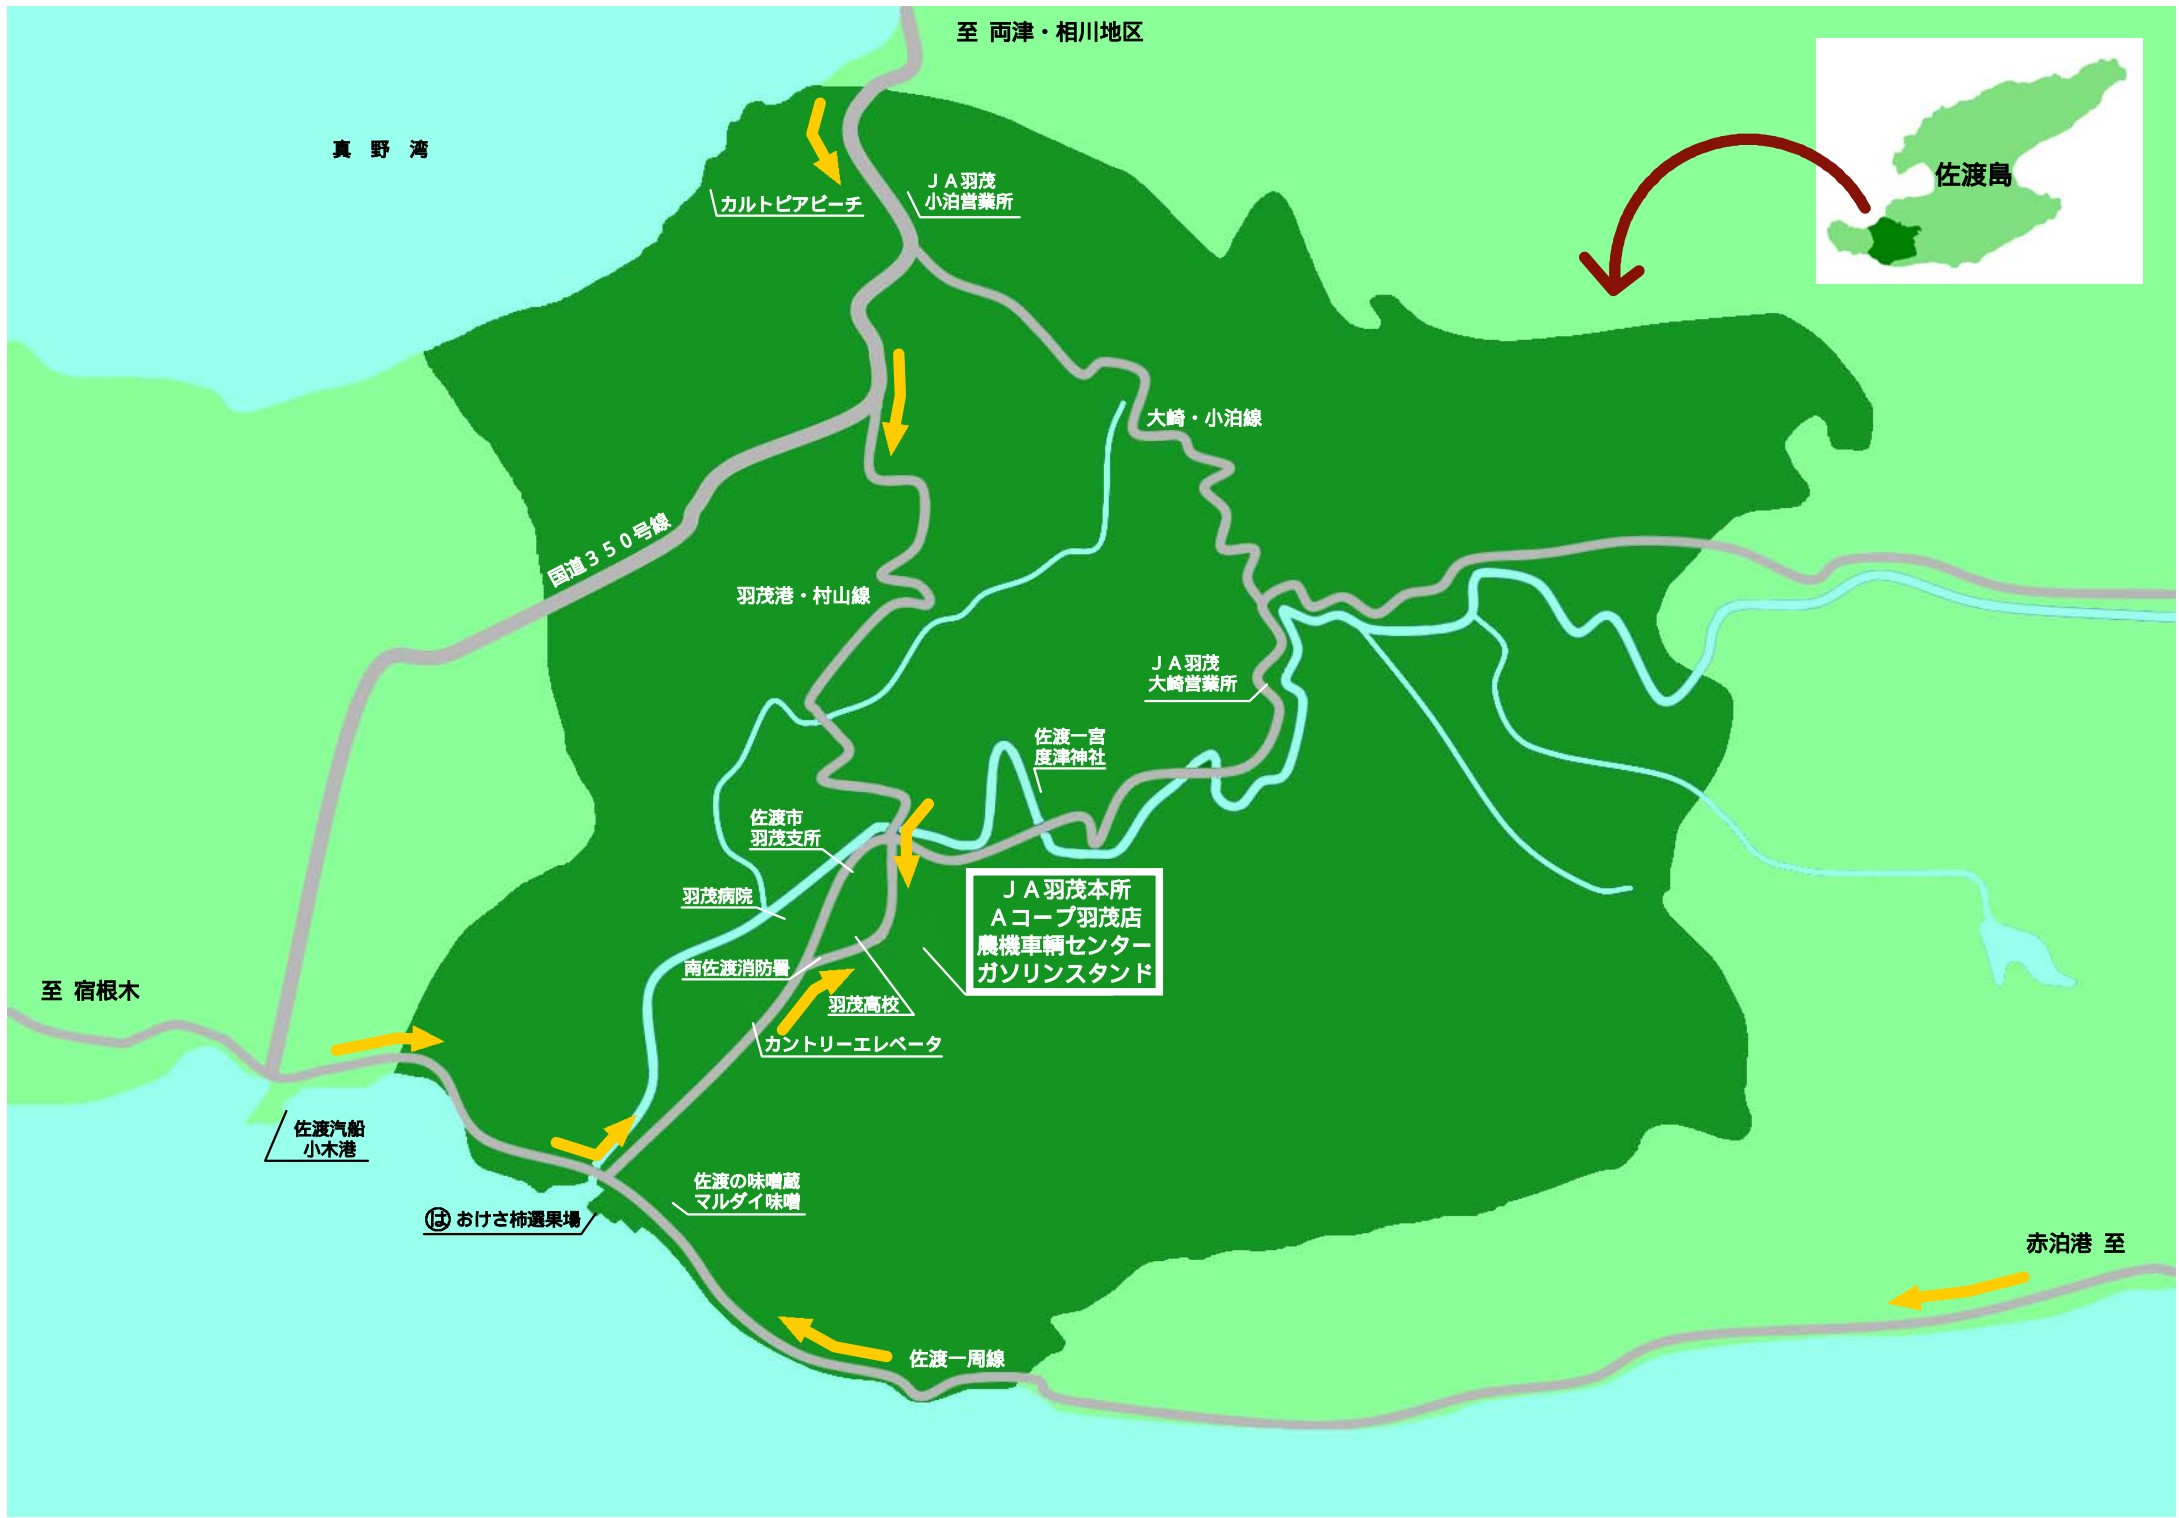 至 両津・相川地区
真 野 湾
佐渡島
JA羽茂
小泊営業所
カルトピアビーチ
大崎・小泊線
国道350号線
羽茂港・村山線
JA羽茂
大崎営業所
佐渡一宮
度津神社
佐渡市
羽茂支所
羽茂病院
JA羽茂本所
Aコープ羽茂店
農機車輌センター
ガソリンスタンド
南佐渡消防署
羽茂高校
カントリーエレベータ
至 宿根木
佐渡汽船
小木港
佐渡の味噌蔵
マルダイ味噌
は おけさ柿選果場
赤泊港 至
佐渡一周線